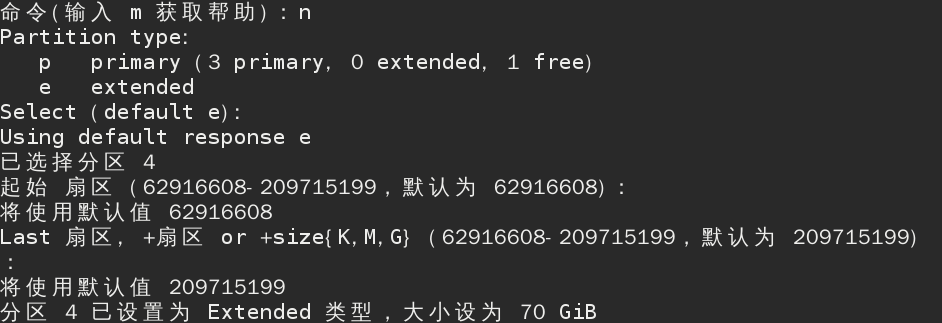 命令(输入 m 获取帮助)：n
Partition type:
   p   primary (3 primary, 0 extended, 1 free)
   e   extended
Select (default e):
Using default response e
已选择分区 4
起始 扇区 (62916608-209715199，默认为 62916608)：
将使用默认值 62916608
Last 扇区, +扇区 or +size{K,M,G} (62916608-209715199，默认为 209715199)
：
将使用默认值 209715199
分区 4 已设置为 Extended 类型，大小设为 70 GiB